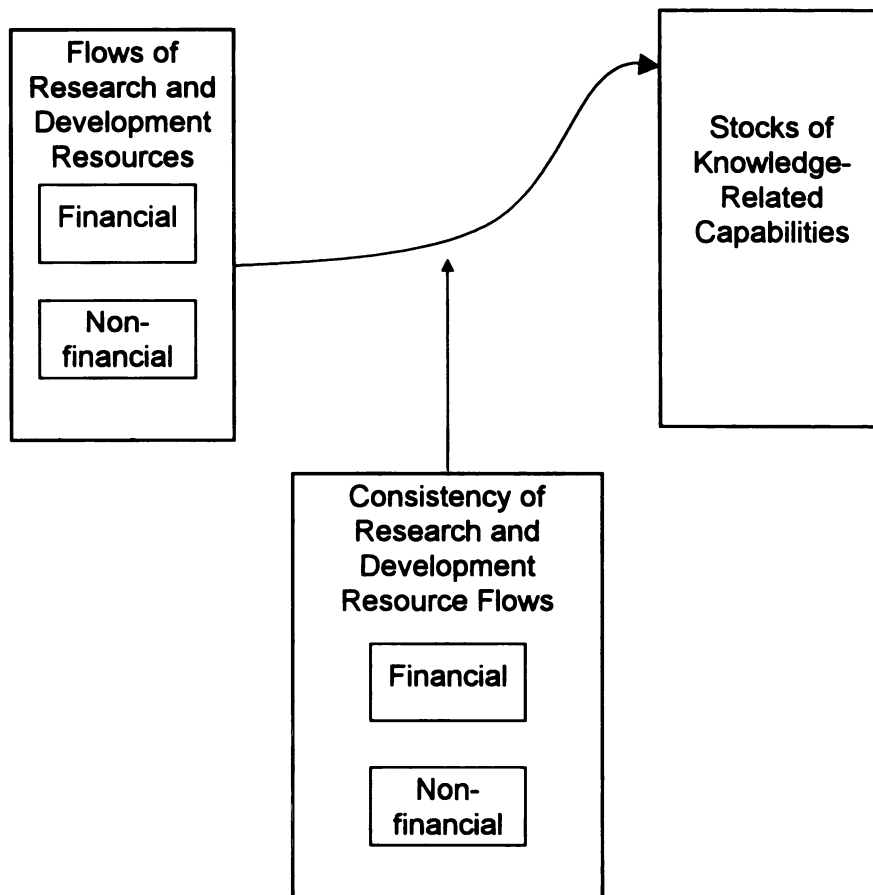 Flows of
Research and
Development
Resources
Financial
Non-
financial
Stocks of
Knowledge-
Related
Capabilities
Consistency of
Research and
Development
Resource Flows
Financial
Non-
financial